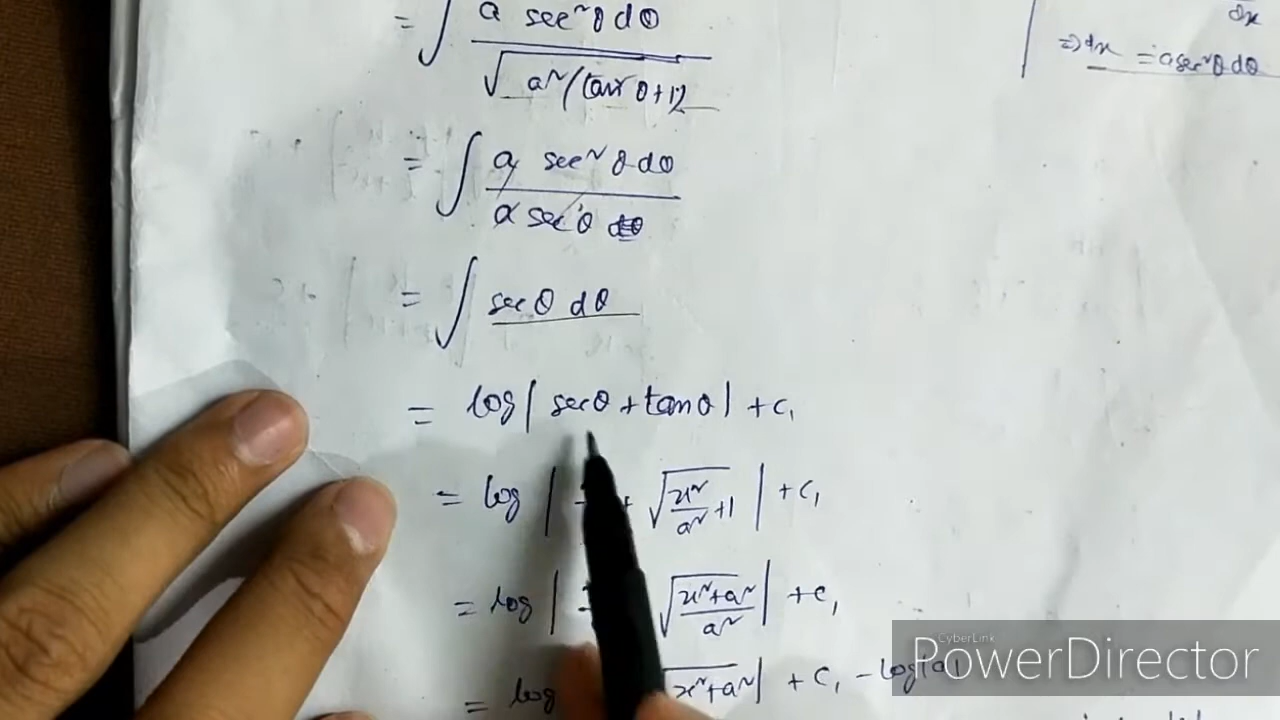 = ∫ a sec²θ dθ / √a²(tan²θ+1)
dx
⇒ dx = a sec²θ dθ
= ∫ a sec²θ dθ / a secθ
= ∫ secθ dθ
= log | secθ + tanθ | + c₁
= log | + √x²/a² + 1 | + c₁
= log | √x²+a²/a² | + c₁
= log √x²+a² | + c₁ - log|a|
CyberLink
PowerDirector